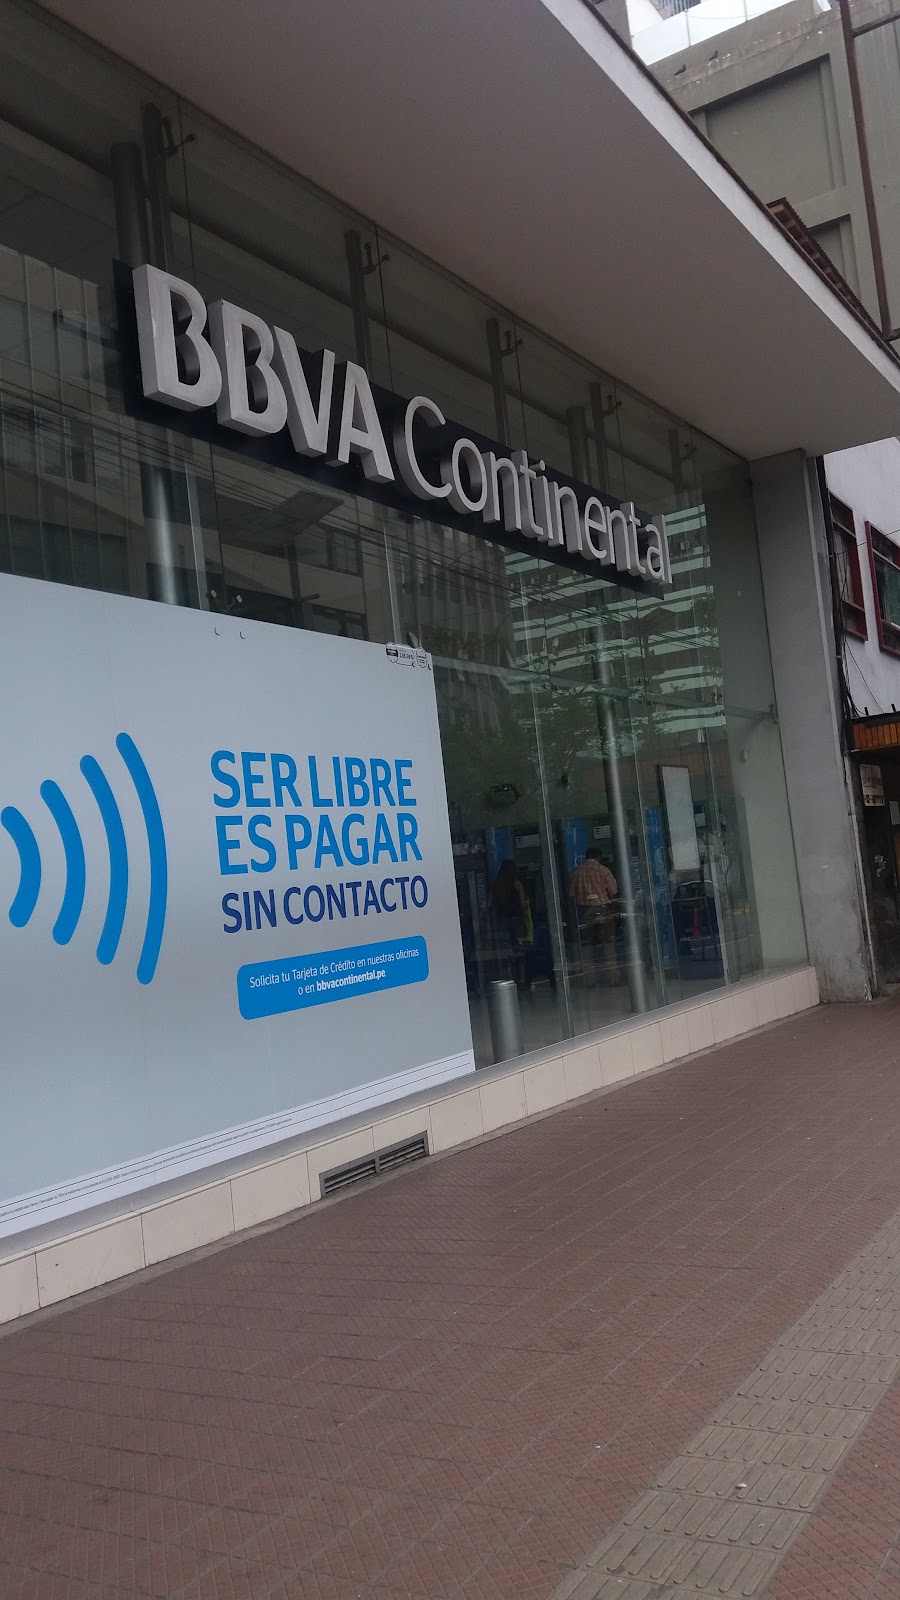 BBVA Continental
SER LIBRE
ES PAGAR
SIN CONTACTO
Solicita tu Tarjeta de Crédito en nuestras oficinas
o en bbvacontinental.pe